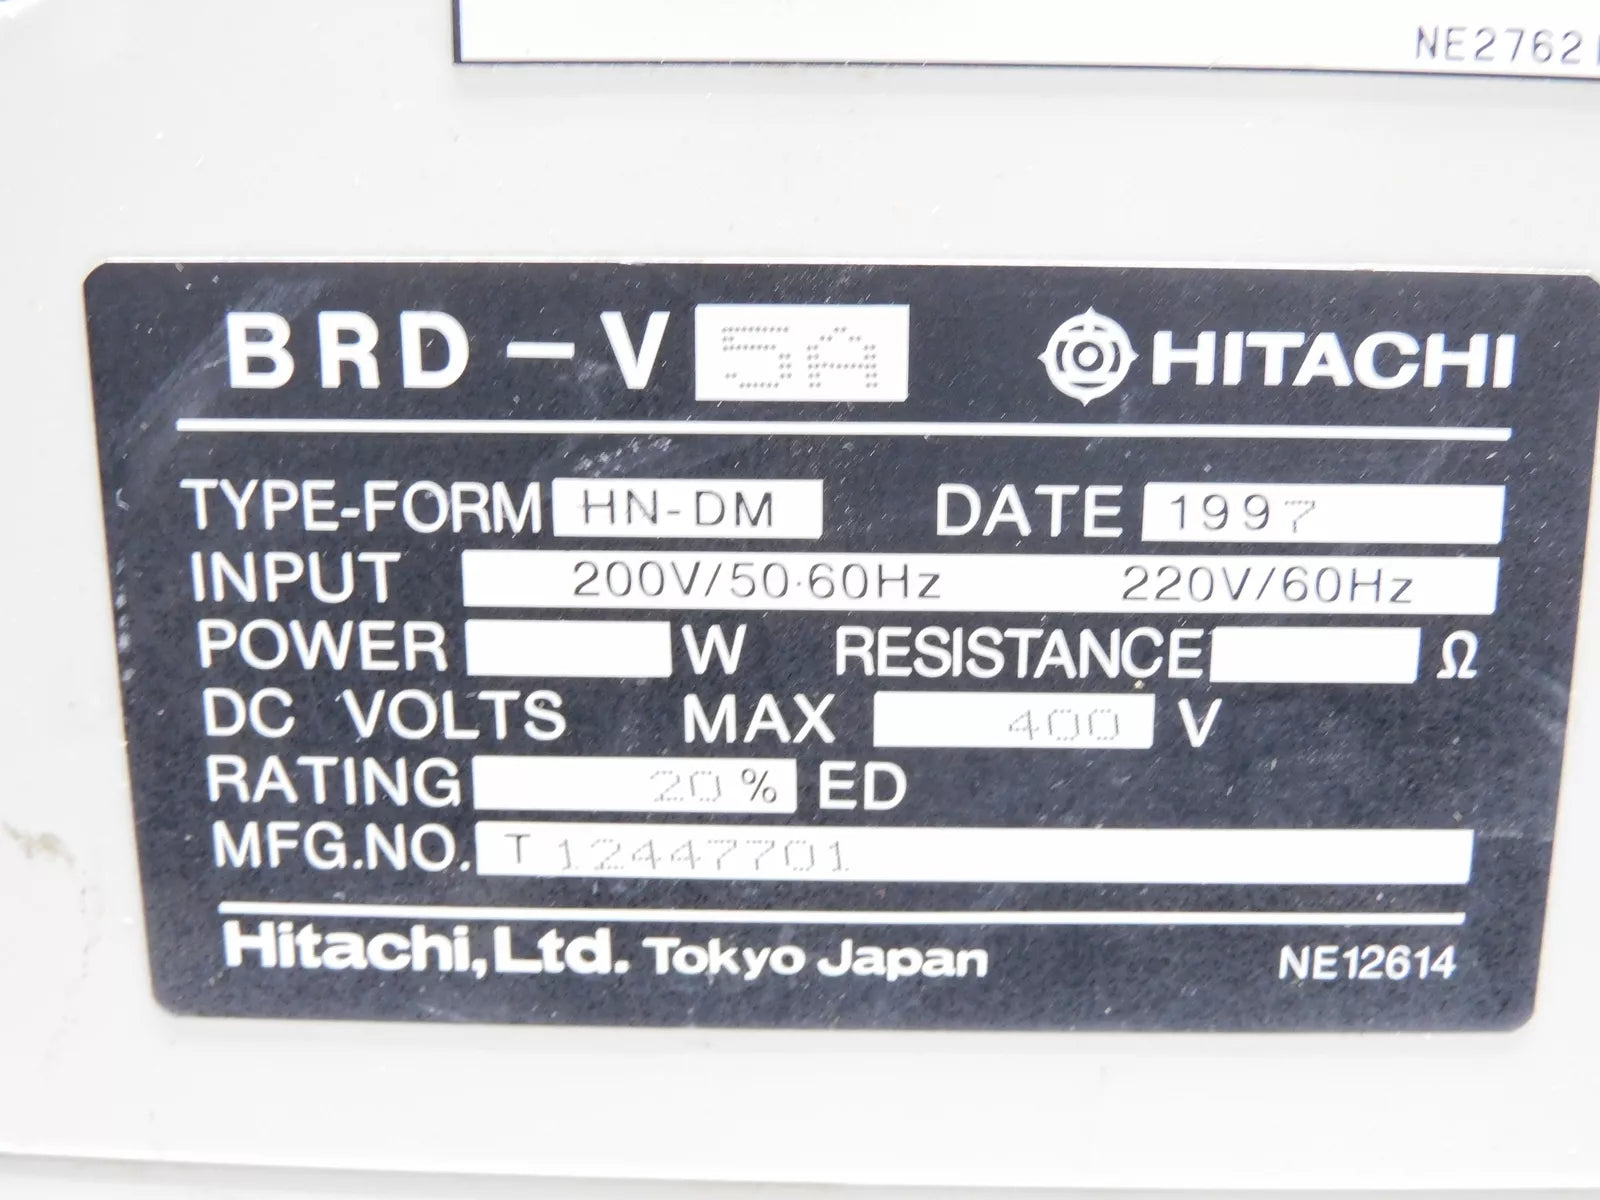 NE2762
BRD-V 5A HITACHI
TYPE-FORM HN-DM DATE 1997
INPUT 200V/50·60Hz 220V/60Hz
POWER W RESISTANCE Ω
DC VOLTS MAX 400 V
RATING 20% ED
MFG.NO. T12447701
Hitachi,Ltd. Tokyo Japan NE12614